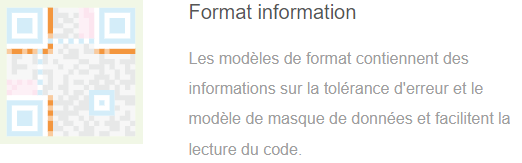 Format information
Les modèles de format contiennent des
informations sur la tolérance d'erreur et le
modèle de masque de données et facilitent la
lecture du code.